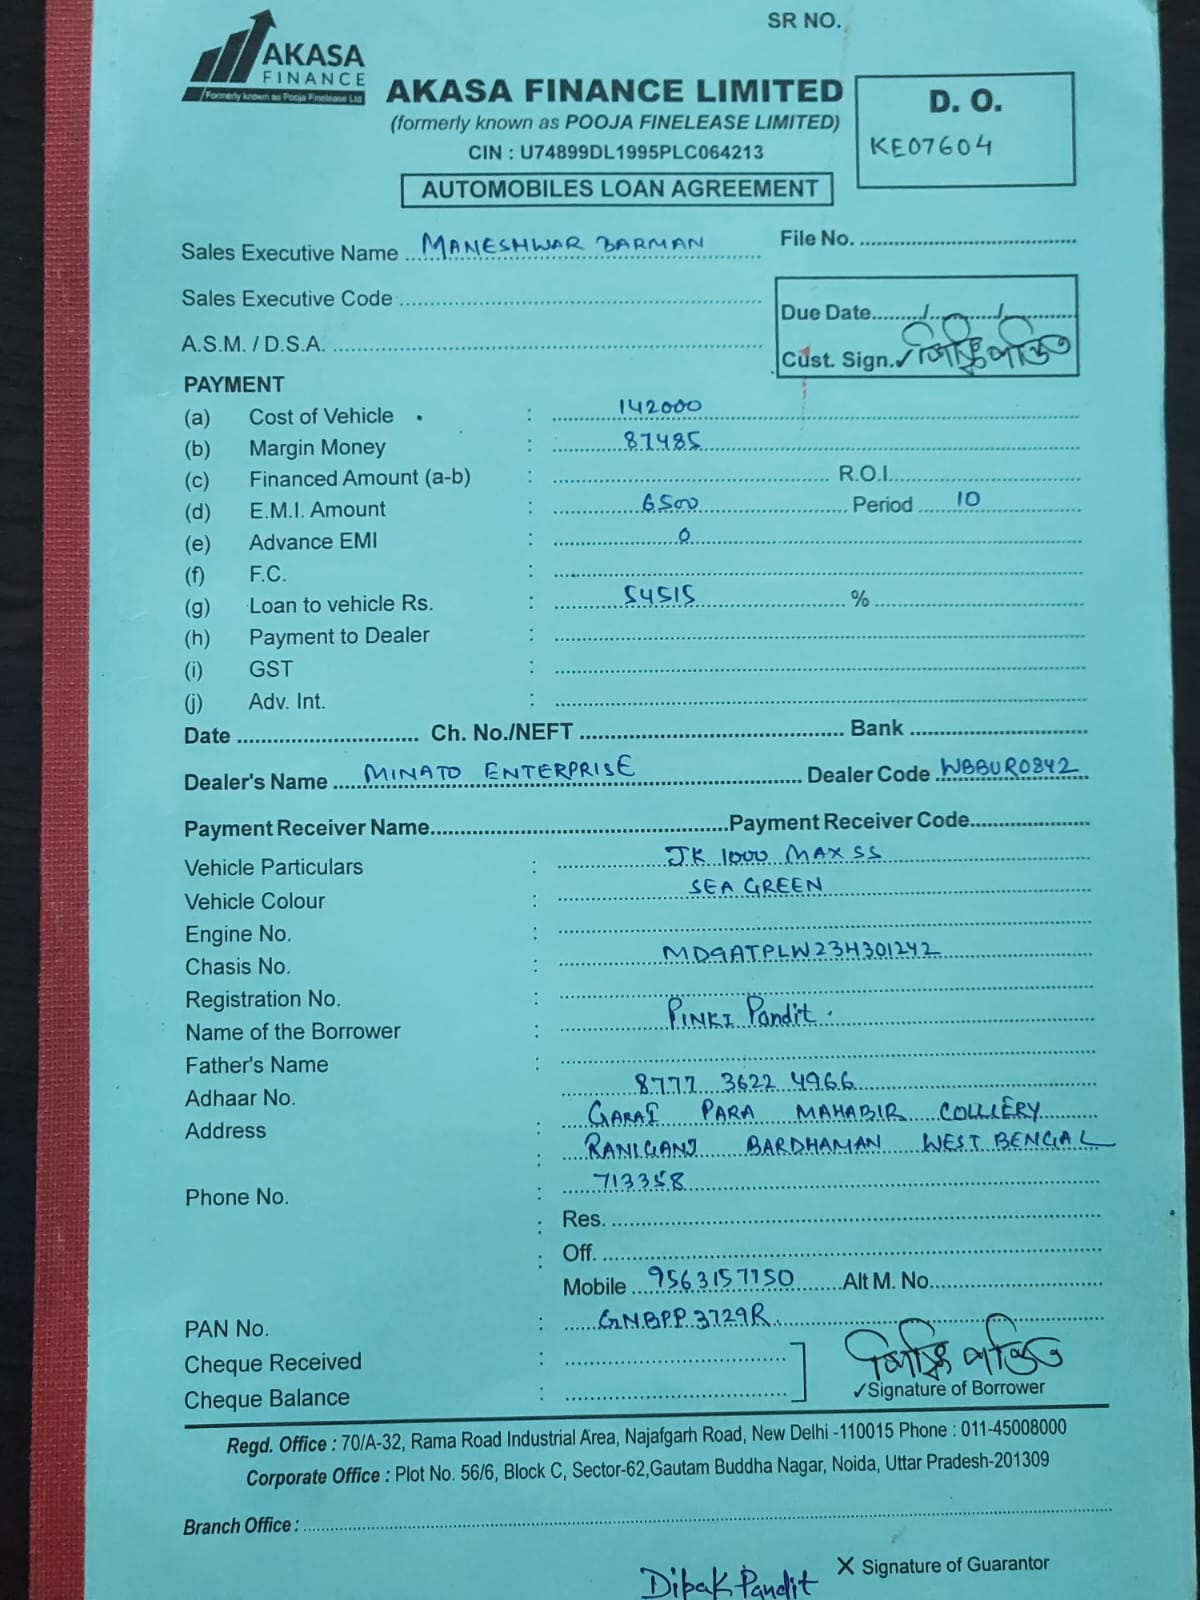 SR NO.
AKASA
FINANCE
Formerly known as Pooja Finelease Ltd
AKASA FINANCE LIMITED
(formerly known as POOJA FINELEASE LIMITED)
CIN : U74899DL1995PLC064213
AUTOMOBILES LOAN AGREEMENT
D. O.
KE07604
Sales Executive Name MANESHWAR BARMAN
File No.
Sales Executive Code
A.S.M. / D.S.A.
Due Date / /
Cust. Sign. ✓ পিঙ্কি পন্ডিত
PAYMENT
(a) Cost of Vehicle : 142000
(b) Margin Money : 87485
(c) Financed Amount (a-b) : R.O.I.
(d) E.M.I. Amount : 6500 Period 10
(e) Advance EMI : 0
(f) F.C. :
(g) Loan to vehicle Rs. : 54515 %
(h) Payment to Dealer :
(i) GST :
(j) Adv. Int. :
Date Ch. No./NEFT Bank
Dealer's Name MINATO ENTERPRISE Dealer Code WBBUR0842
Payment Receiver Name Payment Receiver Code
Vehicle Particulars : JK 1000 MAX SS
Vehicle Colour : SEA GREEN
Engine No. :
Chasis No. : MD9ATPLW23H301242
Registration No. :
Name of the Borrower : PINKI Pandit.
Father's Name :
Adhaar No. 8777 3622 4966
Address : GARAI PARA MAHABIR COLLERY
: RANIGANJ BARDHAMAN WEST BENGAL
Phone No. : 713358
: Res.
: Off.
Mobile 9563157150 Alt M. No.
PAN No. : GNBPP3729R
Cheque Received :
Cheque Balance :
পিঙ্কি পন্ডিত
✓Signature of Borrower
Regd. Office : 70/A-32, Rama Road Industrial Area, Najafgarh Road, New Delhi -110015 Phone : 011-45008000
Corporate Office : Plot No. 56/6, Block C, Sector-62,Gautam Buddha Nagar, Noida, Uttar Pradesh-201309
Branch Office :
Dipak Pandit X Signature of Guarantor